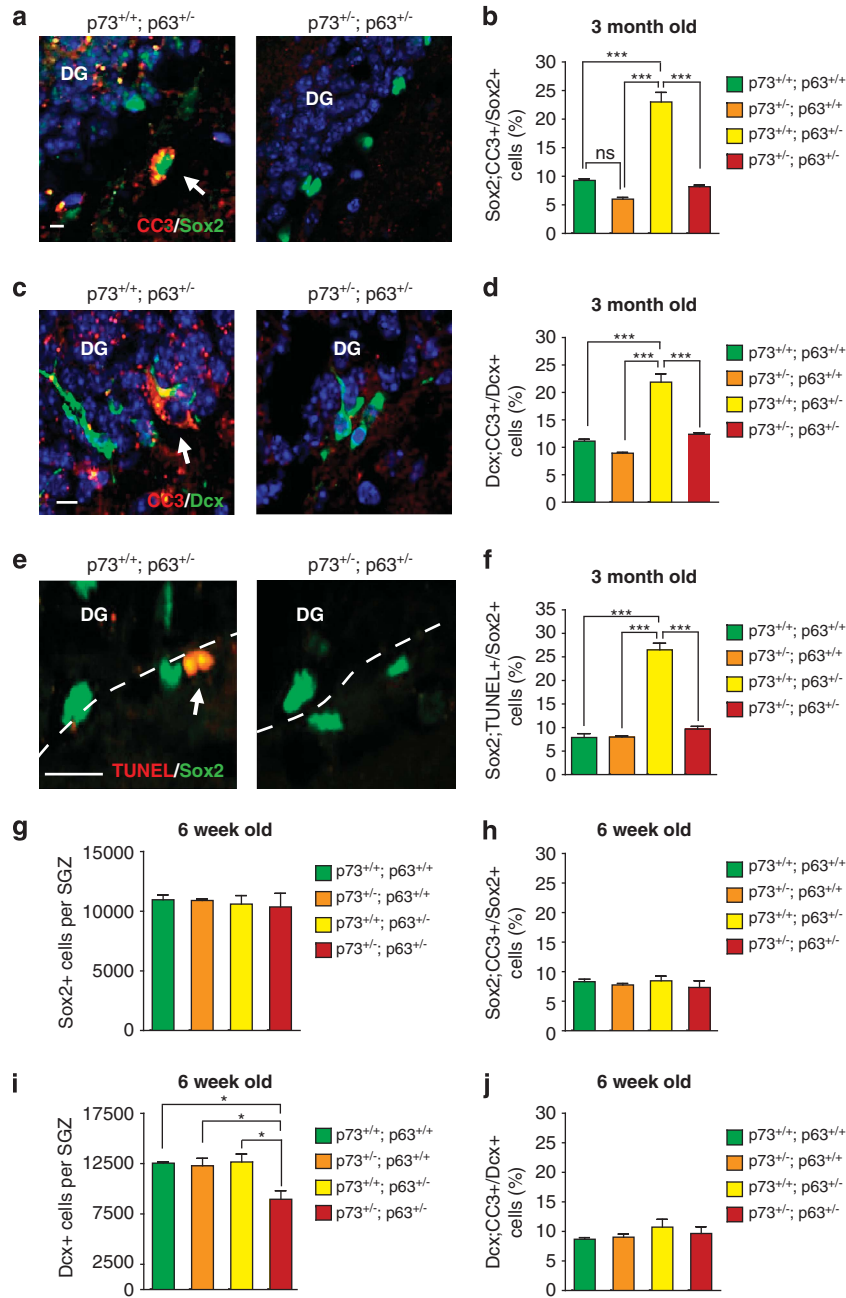 a
p73+/+; p63+/-
p73+/+; p63+/-
DG
DG
CC3/Sox2
b
3 month old
Sox2;CC3+/Sox2+
cells (%)
30
25
20
15
10
5
0
ns
***
***
***
p73+/+; p63+/+
p73+/-; p63+/+
p73+/+; p63+/-
p73+/-; p63+/-
c
p73+/+; p63+/-
p73+/-; p63+/-
DG
DG
CC3/Dcx
d
3 month old
Dcx;CC3+/Dcx+
cells (%)
30
25
20
15
10
5
0
***
***
***
p73+/+; p63+/+
p73+/-; p63+/+
p73+/+; p63+/-
p73+/-; p63+/-
e
p73+/+; p63+/-
p73+/-; p63+/-
DG
DG
TUNEL/Sox2
f
3 month old
Sox2;TUNEL+/Sox2+
cells (%)
35
30
25
20
15
10
5
0
***
***
***
p73+/+; p63+/+
p73+/-; p63+/+
p73+/+; p63+/-
p73+/-; p63+/-
g
6 week old
Sox2+ cells per SGZ
15000
10000
5000
0
p73+/+; p63+/+
p73+/-; p63+/+
p73+/+; p63+/-
p73+/-; p63+/-
h
6 week old
Sox2;CC3+/Sox2+
cells (%)
30
25
20
15
10
5
0
p73+/+; p63+/+
p73+/-; p63+/+
p73+/+; p63+/-
p73+/-; p63+/-
i
6 week old
Dcx+ cells per SGZ
17500
12500
7500
2500
0
*
*
*
p73+/+; p63+/+
p73+/-; p63+/+
p73+/+; p63+/-
p73+/-; p63+/-
j
6 week old
Dcx;CC3+/Dcx+
cells (%)
30
25
20
15
10
5
0
p73+/+; p63+/+
p73+/-; p63+/+
p73+/+; p63+/-
p73+/-; p63+/-